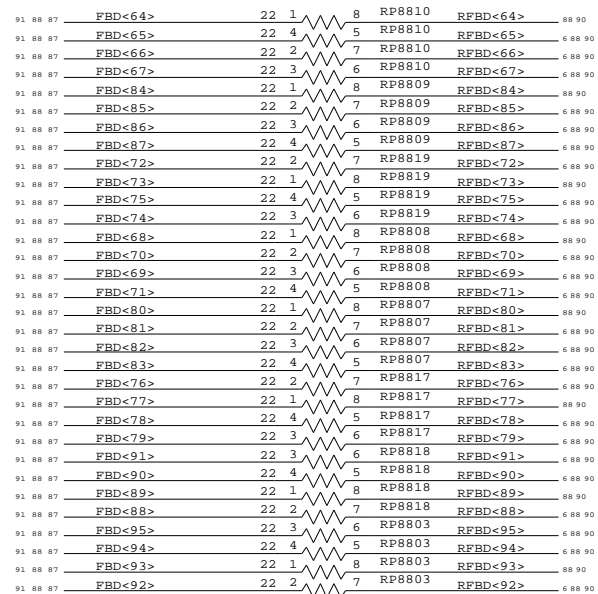 91 88 87 FBD<64> 22 1 8 RP8810 RFBD<64> 88 90
91 88 87 FBD<65> 22 4 5 RP8810 RFBD<65> 6 88 90
91 88 87 FBD<66> 22 2 7 RP8810 RFBD<66> 6 88 90
91 88 87 FBD<67> 22 3 6 RP8810 RFBD<67> 6 88 90
91 88 87 FBD<84> 22 1 8 RP8809 RFBD<84> 88 90
91 88 87 FBD<85> 22 2 7 RP8809 RFBD<85> 6 88 90
91 88 87 FBD<86> 22 3 6 RP8809 RFBD<86> 6 88 90
91 88 87 FBD<87> 22 4 5 RP8809 RFBD<87> 6 88 90
91 88 87 FBD<72> 22 2 7 RP8819 RFBD<72> 6 88 90
91 88 87 FBD<73> 22 1 8 RP8819 RFBD<73> 88 90
91 88 87 FBD<75> 22 4 5 RP8819 RFBD<75> 6 88 90
91 88 87 FBD<74> 22 3 6 RP8819 RFBD<74> 6 88 90
91 88 87 FBD<68> 22 1 8 RP8808 RFBD<68> 88 90
91 88 87 FBD<70> 22 2 7 RP8808 RFBD<70> 6 88 90
91 88 87 FBD<69> 22 3 6 RP8808 RFBD<69> 6 88 90
91 88 87 FBD<71> 22 4 5 RP8808 RFBD<71> 6 88 90
91 88 87 FBD<80> 22 1 8 RP8807 RFBD<80> 88 90
91 88 87 FBD<81> 22 2 7 RP8807 RFBD<81> 6 88 90
91 88 87 FBD<82> 22 3 6 RP8807 RFBD<82> 6 88 90
91 88 87 FBD<83> 22 4 5 RP8807 RFBD<83> 6 88 90
91 88 87 FBD<76> 22 2 7 RP8817 RFBD<76> 6 88 90
91 88 87 FBD<77> 22 1 8 RP8817 RFBD<77> 88 90
91 88 87 FBD<78> 22 4 5 RP8817 RFBD<78> 6 88 90
91 88 87 FBD<79> 22 3 6 RP8817 RFBD<79> 6 88 90
91 88 87 FBD<91> 22 3 6 RP8818 RFBD<91> 6 88 90
91 88 87 FBD<90> 22 4 5 RP8818 RFBD<90> 6 88 90
91 88 87 FBD<89> 22 1 8 RP8818 RFBD<89> 88 90
91 88 87 FBD<88> 22 2 7 RP8818 RFBD<88> 6 88 90
91 88 87 FBD<95> 22 3 6 RP8803 RFBD<95> 6 88 90
91 88 87 FBD<94> 22 4 5 RP8803 RFBD<94> 6 88 90
91 88 87 FBD<93> 22 1 8 RP8803 RFBD<93> 88 90
91 88 87 FBD<92> 22 2 7 RP8803 RFBD<92> 6 88 90